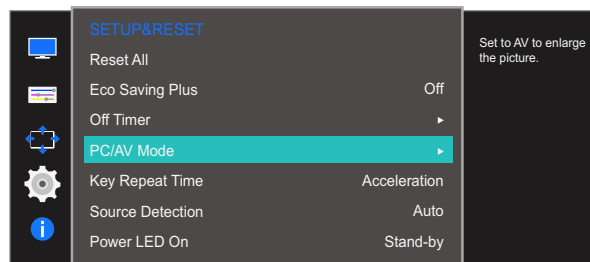 SETUP&RESET
Reset All
Eco Saving Plus Off
Off Timer ▸
PC/AV Mode ▸
Key Repeat Time Acceleration
Source Detection Auto
Power LED On Stand-by
Set to AV to enlarge
the picture.